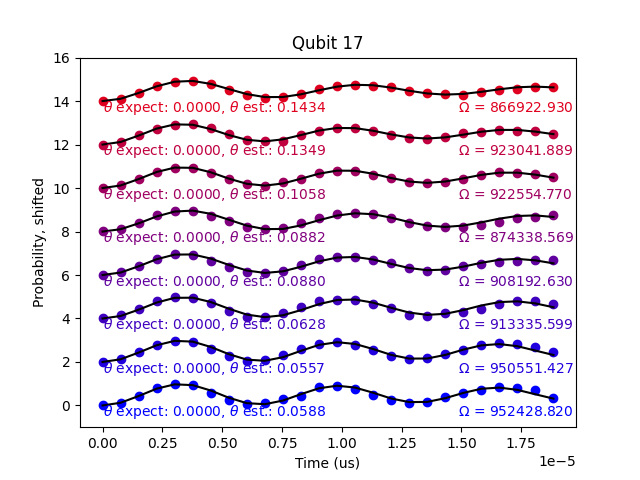 Qubit 17
Probability, shifted
16
14
12
10
8
6
4
2
0
θ expect: 0.0000, θ est.: 0.1434 Ω = 866922.930
θ expect: 0.0000, θ est.: 0.1349 Ω = 923041.889
θ expect: 0.0000, θ est.: 0.1058 Ω = 922554.770
θ expect: 0.0000, θ est.: 0.0882 Ω = 874338.569
θ expect: 0.0000, θ est.: 0.0880 Ω = 908192.630
θ expect: 0.0000, θ est.: 0.0628 Ω = 913335.599
θ expect: 0.0000, θ est.: 0.0557 Ω = 950551.427
θ expect: 0.0000, θ est.: 0.0588 Ω = 952428.820
0.00 0.25 0.50 0.75 1.00 1.25 1.50 1.75
1e−5
Time (us)